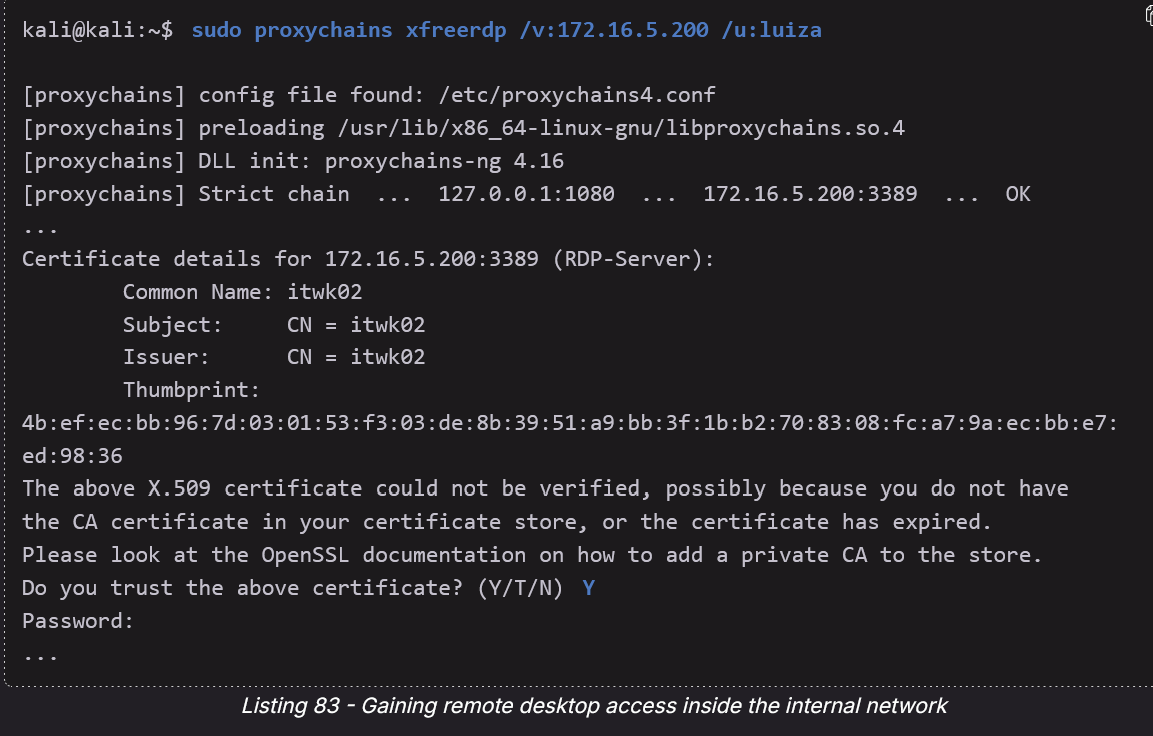 kali@kali:~$ sudo proxychains xfreerdp /v:172.16.5.200 /u:luiza
[proxychains] config file found: /etc/proxychains4.conf
[proxychains] preloading /usr/lib/x86_64-linux-gnu/libproxychains.so.4
[proxychains] DLL init: proxychains-ng 4.16
[proxychains] Strict chain  ...  127.0.0.1:1080  ...  172.16.5.200:3389  ...  OK
...
Certificate details for 172.16.5.200:3389 (RDP-Server):
        Common Name: itwk02
        Subject:     CN = itwk02
        Issuer:      CN = itwk02
        Thumbprint:
4b:ef:ec:bb:96:7d:03:01:53:f3:03:de:8b:39:51:a9:bb:3f:1b:b2:70:83:08:fc:a7:9a:ec:bb:e7:
ed:98:36
The above X.509 certificate could not be verified, possibly because you do not have
the CA certificate in your certificate store, or the certificate has expired.
Please look at the OpenSSL documentation on how to add a private CA to the store.
Do you trust the above certificate? (Y/T/N) Y
Password:
...
Listing 83 - Gaining remote desktop access inside the internal network